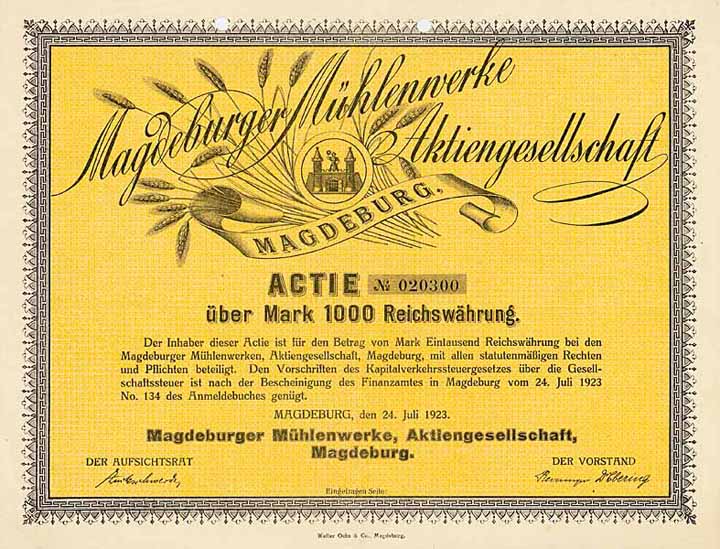 Magdeburger Mühlenwerke
Aktiengesellschaft
MAGDEBURG.
ACTIE № 020300
über Mark 1000 Reichswährung.
Der Inhaber dieser Actie ist für den Betrag von Mark Eintausend Reichswährung bei den
Magdeburger Mühlenwerken, Aktiengesellschaft, Magdeburg, mit allen statutenmäßigen Rechten
und Pflichten beteiligt. Den Vorschriften des Kapitalverkehrssteuergesetzes über die Gesell-
schaftssteuer ist nach der Bescheinigung des Finanzamtes in Magdeburg vom 24. Juli 1923
No. 134 des Anmeldebuches genügt.
MAGDEBURG, den 24. Juli 1923.
Magdeburger Mühlenwerke, Aktiengesellschaft,
Magdeburg.
DER AUFSICHTSRAT
DER VORSTAND
Döbering
Eingetragen Seite:
Walter Ochs & Co., Magdeburg.